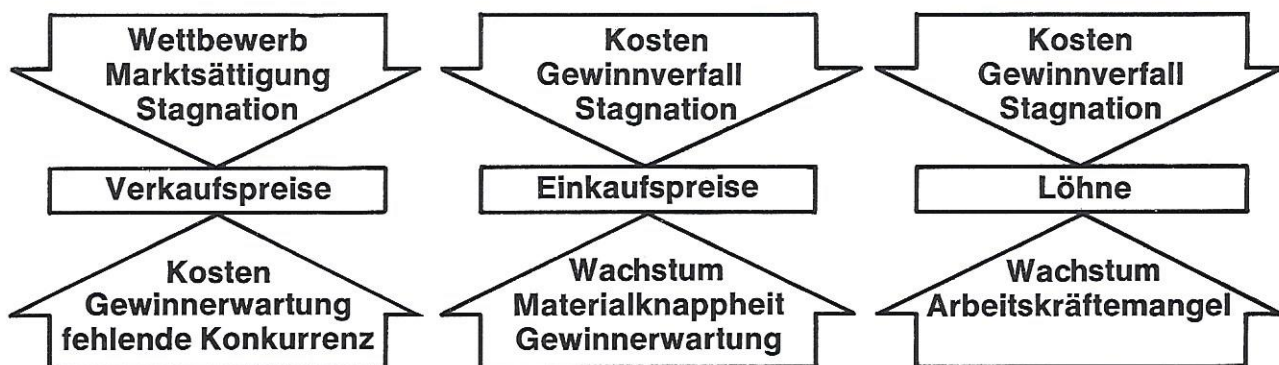 Wettbewerb
Marktsättigung
Stagnation
Verkaufspreise
Kosten
Gewinnerwartung
fehlende Konkurrenz
Kosten
Gewinnverfall
Stagnation
Einkaufspreise
Wachstum
Materialknappheit
Gewinnerwartung
Kosten
Gewinnverfall
Stagnation
Löhne
Wachstum
Arbeitskräftemangel